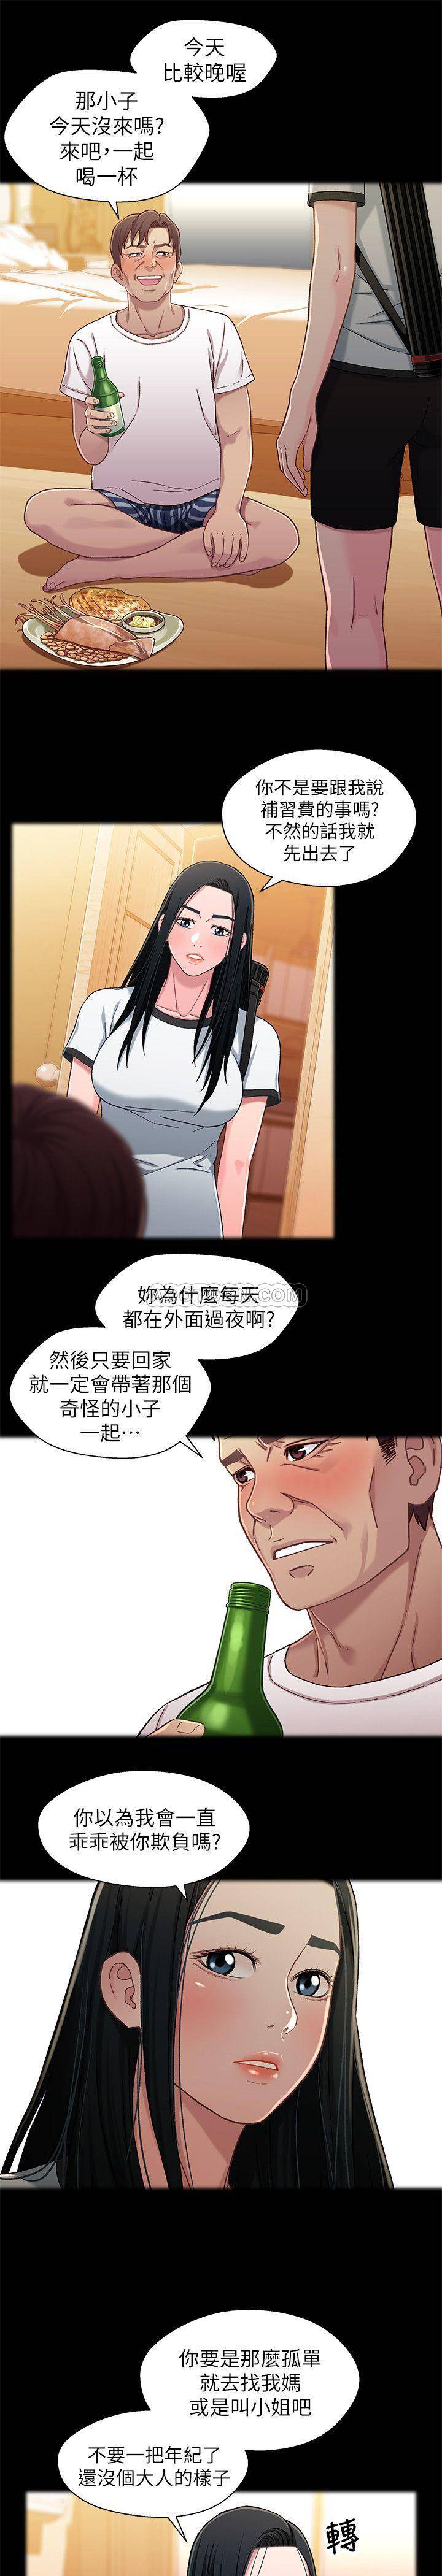 今天
比較晚喔
那小子
今天沒來嗎?
來吧,一起
喝一杯
你不是要跟我說
補習費的事嗎?
不然的話我就
先出去了
妳為什麼每天
都在外面過夜啊?
然後只要回家
就一定會帶著那個
奇怪的小子
一起…
你以為我會一直
乖乖被你欺負嗎?
你要是那麼孤單
就去找我媽
或是叫小姐吧
不要一把年紀了
還沒個大人的樣子
轉